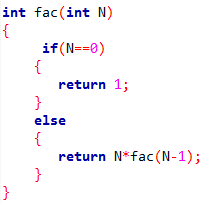 int fac(int N)
{
if(N==0)
{
return 1;
}
else
{
return N*fac(N-1);
}
}